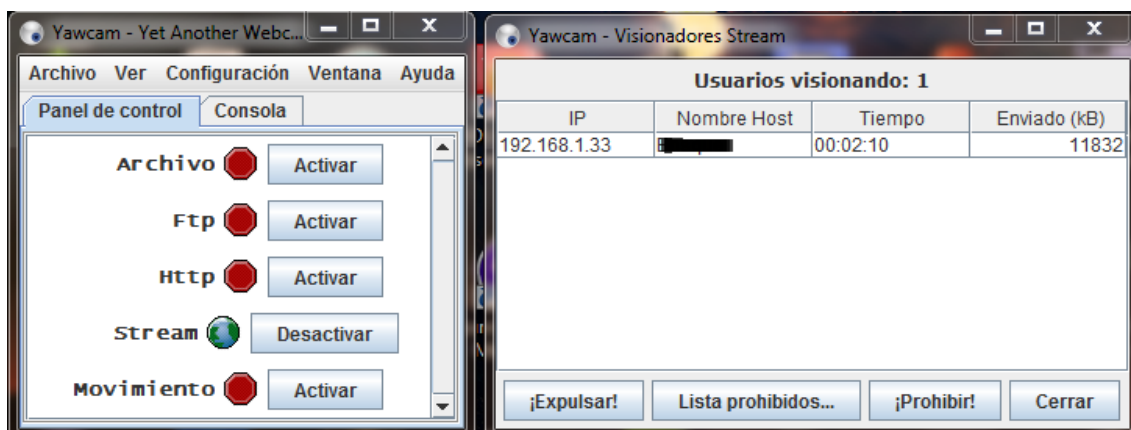 Yawcam - Yet Another Webc...
Archivo Ver Configuración Ventana Ayuda
Panel de control Consola
Archivo Activar
Ftp Activar
Http Activar
Stream Desactivar
Movimiento Activar
Yawcam - Visionadores Stream
Usuarios visionando: 1
IP Nombre Host Tiempo Enviado (kB)
192.168.1.33 00:02:10 11832
¡Expulsar! Lista prohibidos... ¡Prohibir! Cerrar